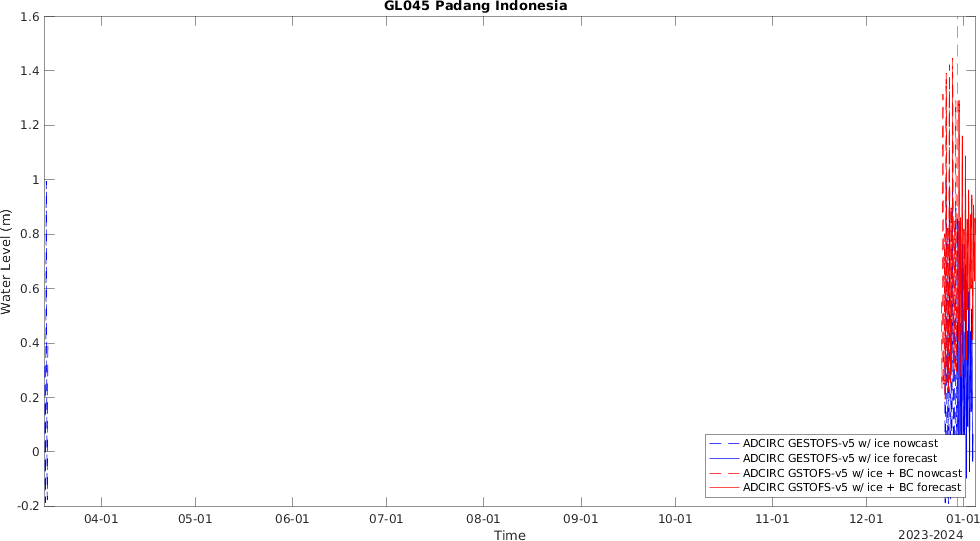 GL045 Padang Indonesia
Water Level (m)
1.6
1.4
1.2
1
0.8
0.6
0.4
0.2
0
-0.2
ADCIRC GESTOFS-v5 w/ ice nowcast
ADCIRC GESTOFS-v5 w/ ice forecast
ADCIRC GSTOFS-v5 w/ ice + BC nowcast
ADCIRC GSTOFS-v5 w/ ice + BC forecast
04-01 05-01 06-01 07-01 08-01 09-01 10-01 11-01 12-01 01-01
Time
2023-2024